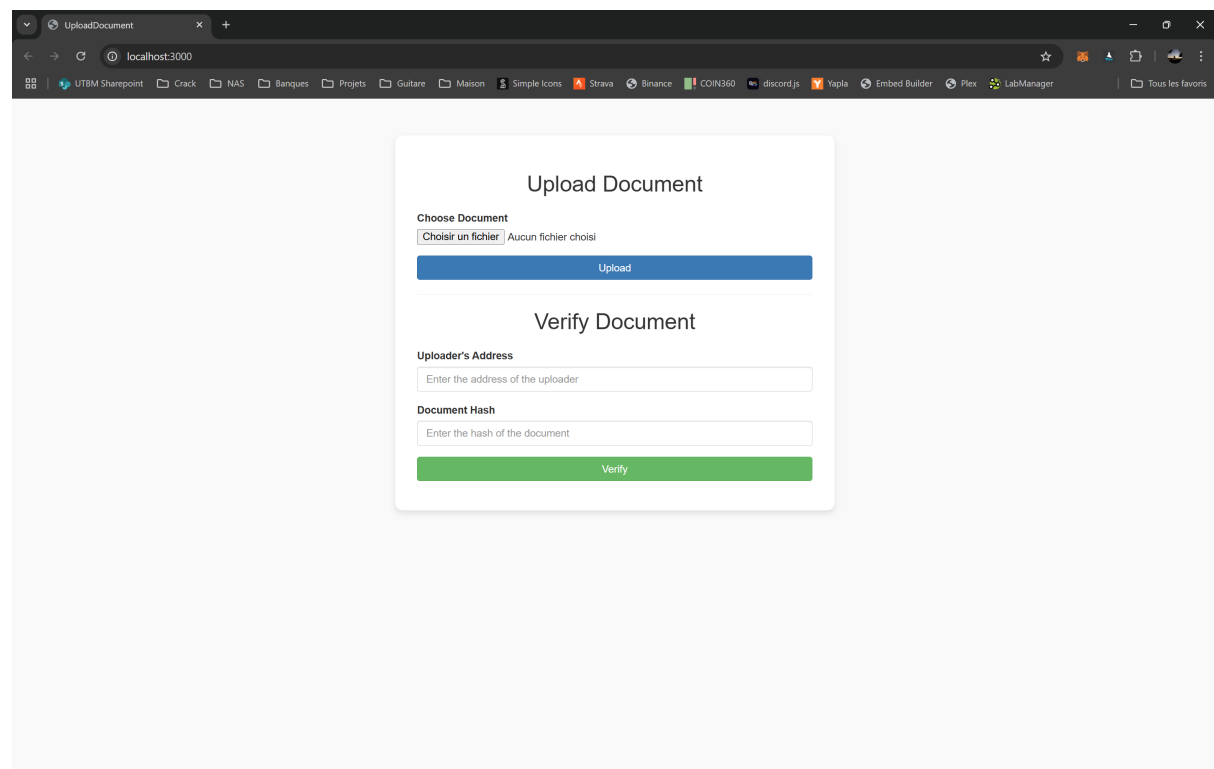 UploadDocument
localhost:3000
UTBM Sharepoint Crack NAS Banques Projets Guitare Maison Simple Icons Strava Binance COIN360 discord.js Yapla Embed Builder Plex LabManager Tous les favoris
Upload Document
Choose Document
Choisir un fichier Aucun fichier choisi
Upload
Verify Document
Uploader's Address
Enter the address of the uploader
Document Hash
Enter the hash of the document
Verify